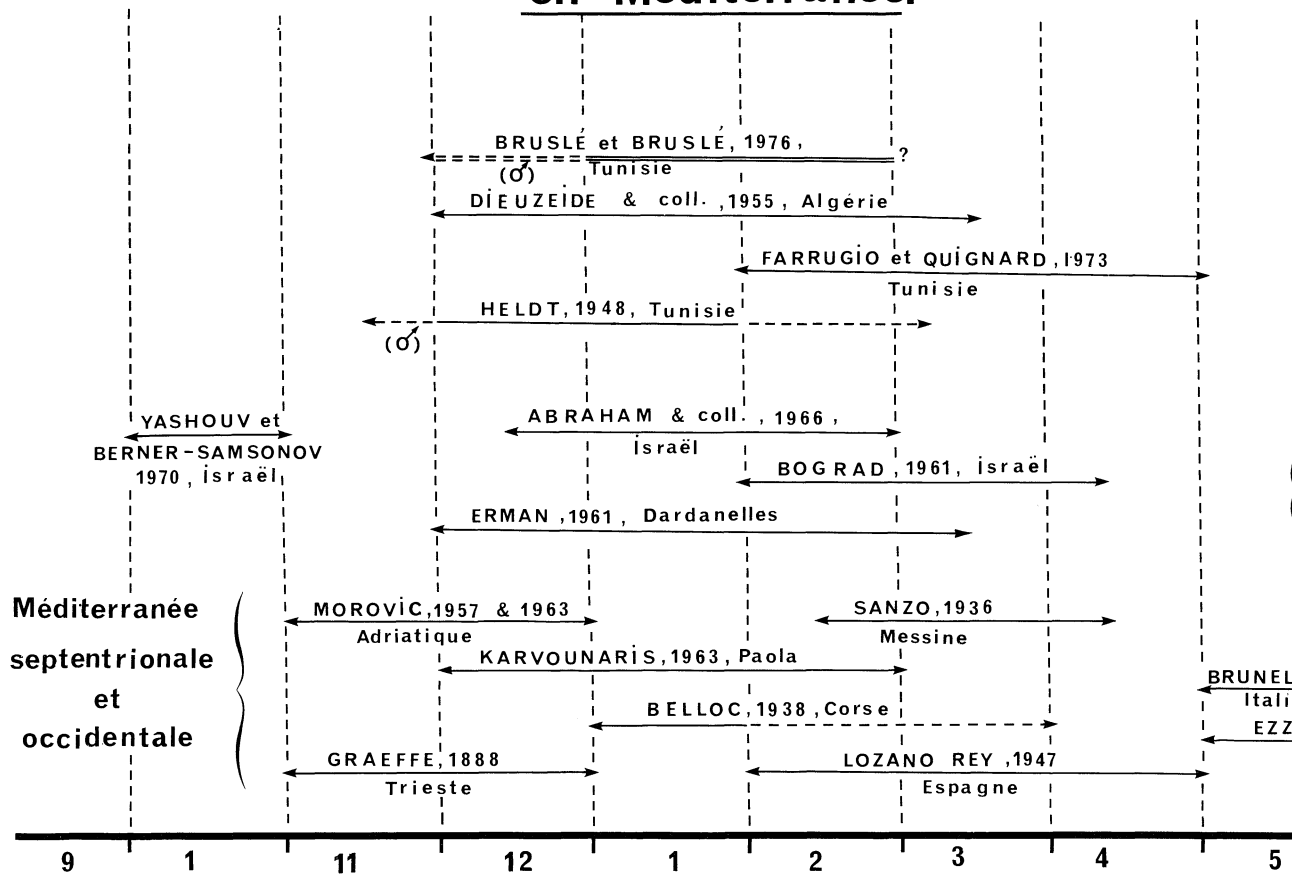 en Méditerranée.
BRUSLÉ et BRUSLÉ, 1976,
(♂) Tunisie
?
DiEUZEiDE & coll. ,1955, Algérie
FARRUGiO et QUiGNARD,1973
Tunisie
HELDT,1948, Tunisie
(♂)
YASHOUV et
BERNER-SAMSONOV
1970, israël
ABRAHAM & coll. , 1966,
israël
BOGRAD ,1961, israël
ERMAN ,1961, Dardanelles
Méditerranée
septentrionale
et
occidentale
MOROViC,1957 & 1963
Adriatique
SANZO,1936
Messine
KARVOUNARiS,1963, Paola
BRUNEL
Itali
BELLOC,1938,Corse
EZZ
GRAEFFE,1888
Trieste
LOZANO REY ,1947
Espagne
9 1 11 12 1 2 3 4 5